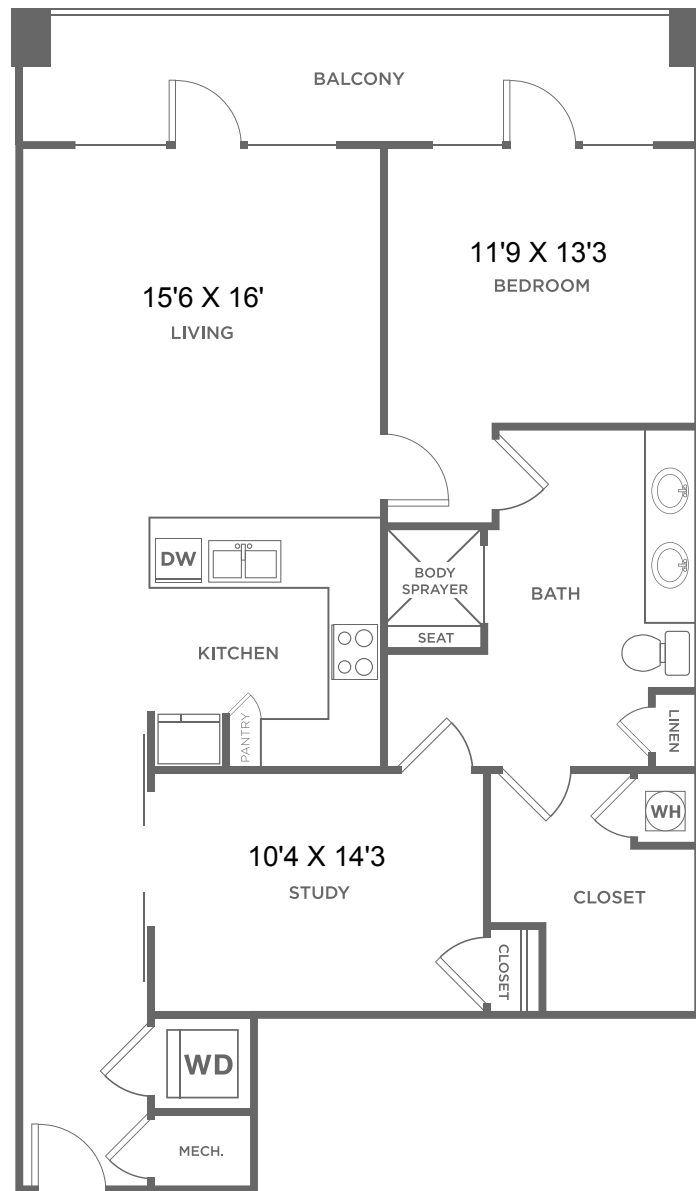 BALCONY
11'9 X 13'3
BEDROOM
15'6 X 16'
LIVING
DW
BODY
SPRAYER
SEAT
BATH
KITCHEN
PANTRY
LINEN
WH
10'4 X 14'3
STUDY
CLOSET
CLOSET
WD
MECH.